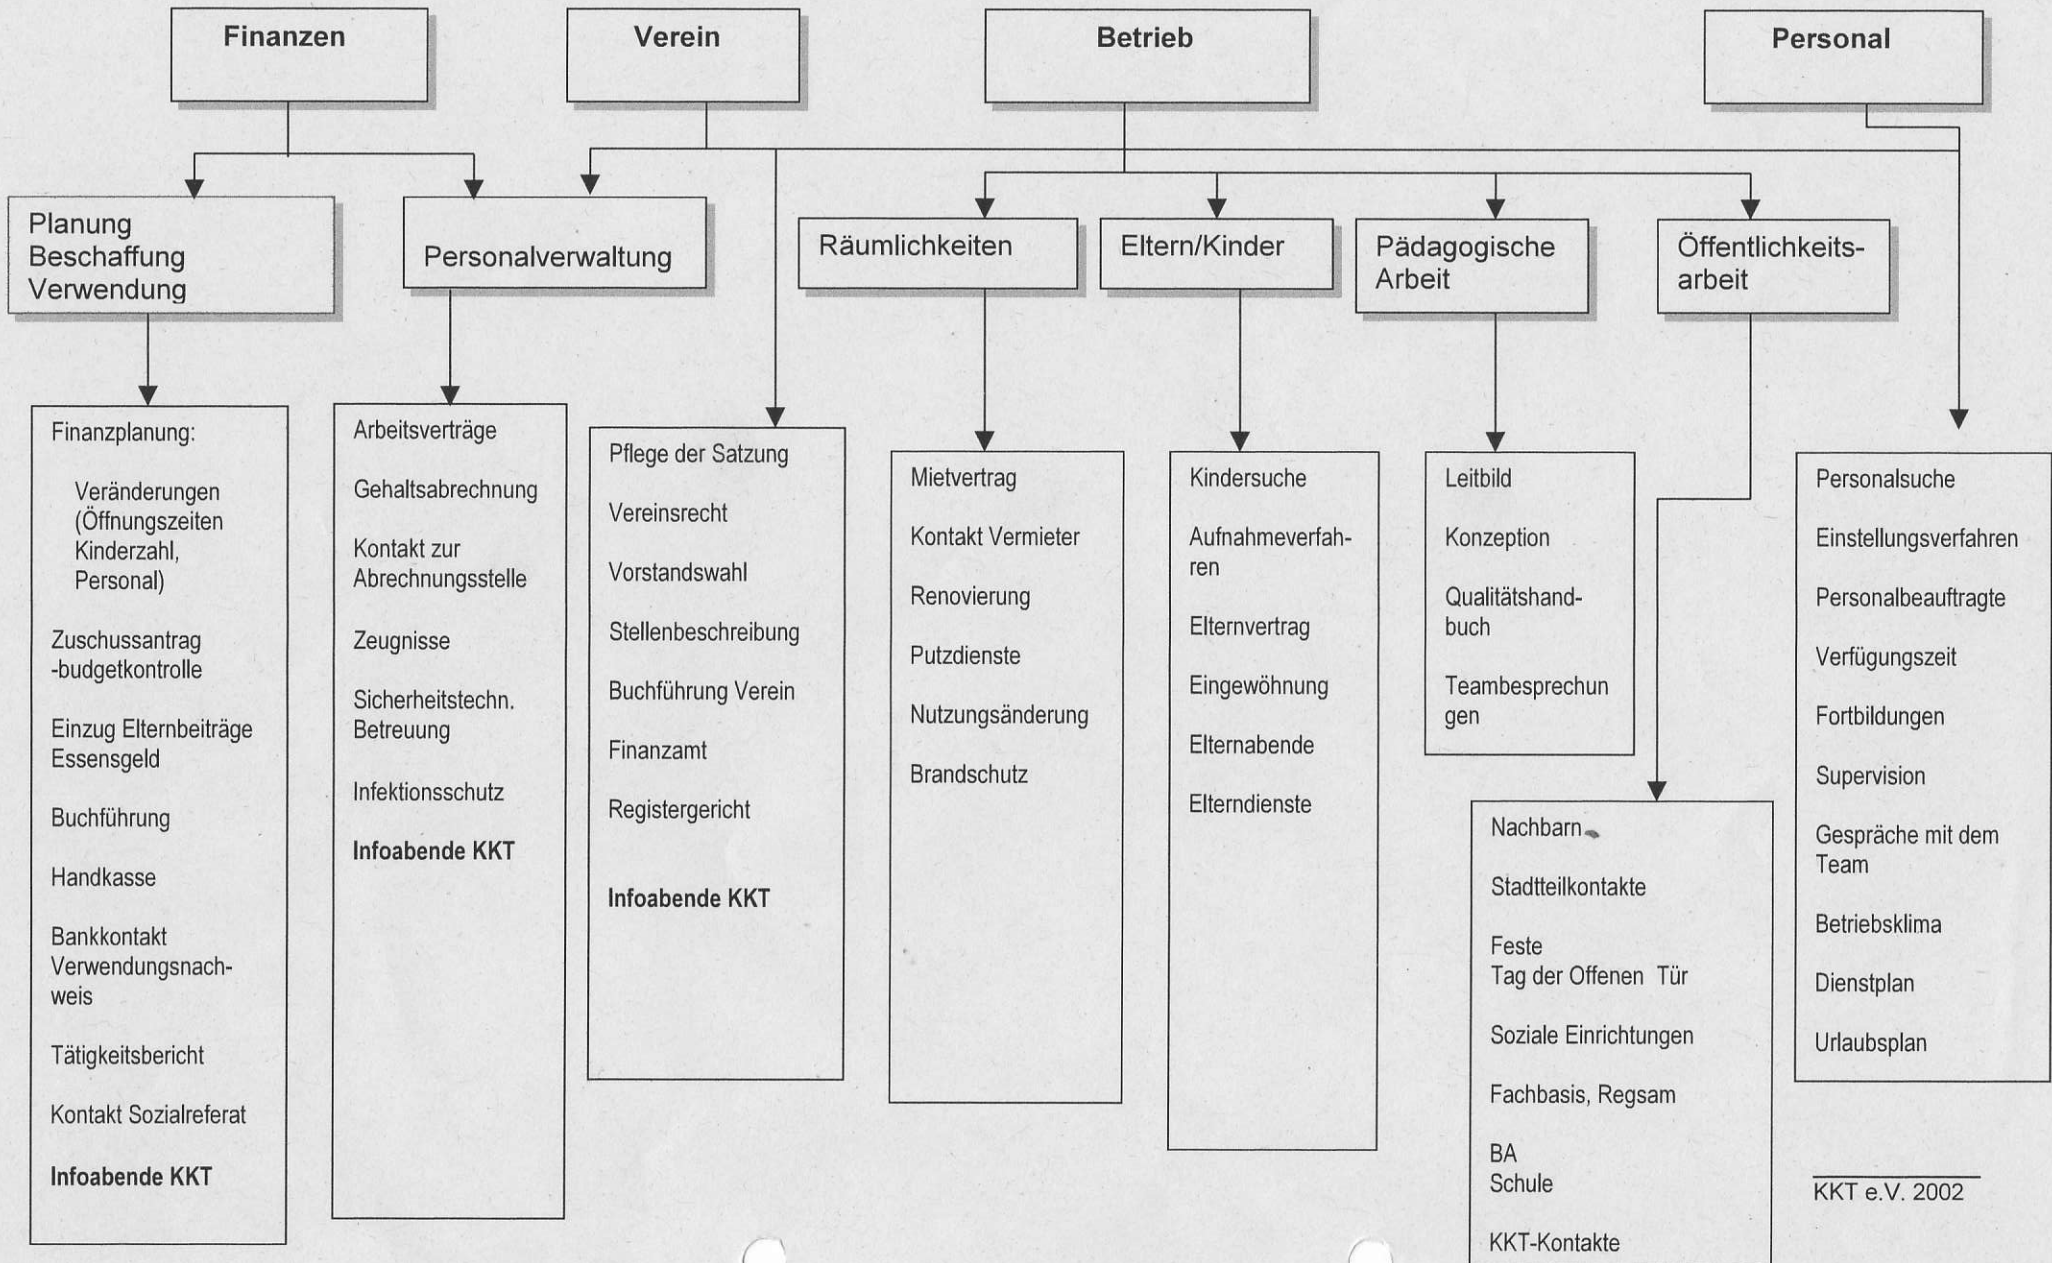 Finanzen
Verein
Betrieb
Personal
Planung
Beschaffung
Verwendung
Personalverwaltung
Räumlichkeiten
Eltern/Kinder
Pädagogische
Arbeit
Öffentlichkeits-
arbeit
Finanzplanung:
Veränderungen
(Öffnungszeiten
Kinderzahl,
Personal)
Zuschussantrag
-budgetkontrolle
Einzug Elternbeiträge
Essensgeld
Buchführung
Handkasse
Bankkontakt
Verwendungsnach-
weis
Tätigkeitsbericht
Kontakt Sozialreferat
Infoabende KKT
Arbeitsverträge
Gehaltsabrechnung
Kontakt zur
Abrechnungsstelle
Zeugnisse
Sicherheitstechn.
Betreuung
Infektionsschutz
Infoabende KKT
Pflege der Satzung
Vereinsrecht
Vorstandswahl
Stellenbeschreibung
Buchführung Verein
Finanzamt
Registergericht
Infoabende KKT
Mietvertrag
Kontakt Vermieter
Renovierung
Putzdienste
Nutzungsänderung
Brandschutz
Kindersuche
Aufnahmeverfah-
ren
Elternvertrag
Eingewöhnung
Elternabende
Elterndienste
Leitbild
Konzeption
Qualitätshand-
buch
Teambesprechun
gen
Nachbarn
Stadtteilkontakte
Feste
Tag der Offenen Tür
Soziale Einrichtungen
Fachbasis, Regsam
BA
Schule
KKT-Kontakte
Personalsuche
Einstellungsverfahren
Personalbeauftragte
Verfügungszeit
Fortbildungen
Supervision
Gespräche mit dem
Team
Betriebsklima
Dienstplan
Urlaubsplan
KKT e.V. 2002